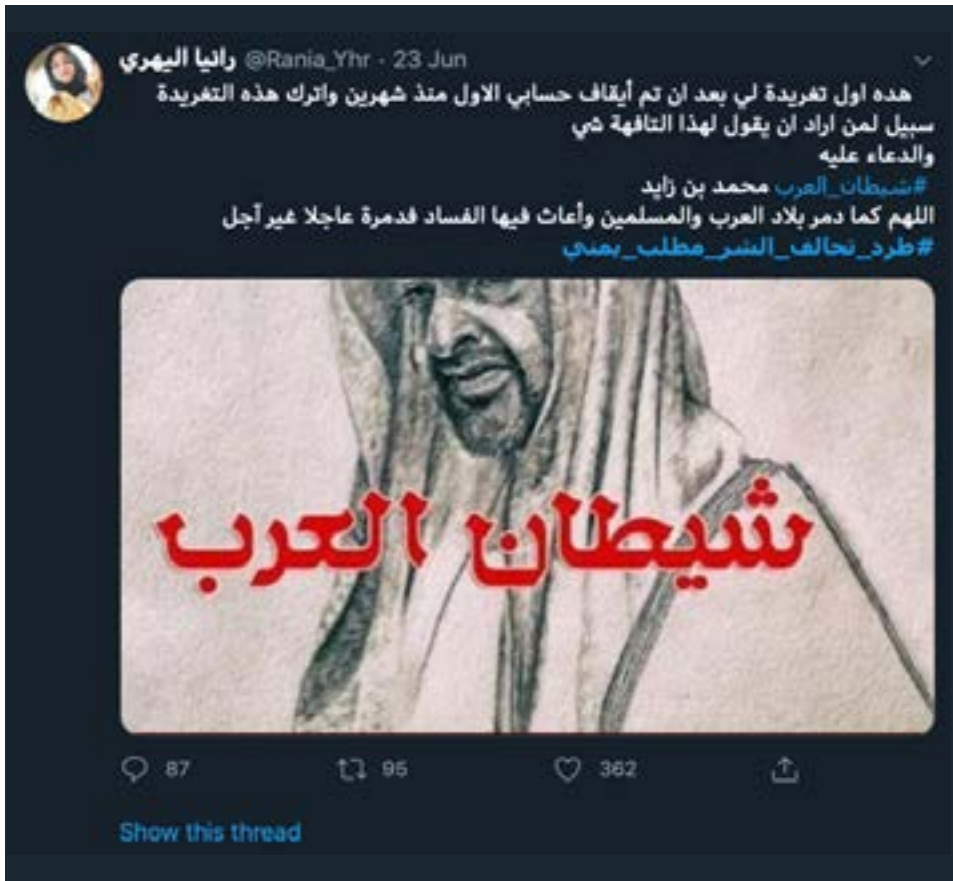 رانيا اليهري @Rania_Yhr · 23 Jun
هده اول تغريدة لي بعد ان تم أيقاف حسابي الاول منذ شهرين واترك هذه التغريدة
سبيل لمن اراد ان يقول لهذا التافهة شي
والدعاء عليه
#شيطان_العرب محمد بن زايد
اللهم كما دمر بلاد العرب والمسلمين وأعاث فيها الفساد فدمرة عاجلا غير آجل
#طرد_تحالف_الشر_مطلب_يمني
شيطان العرب
87 95 362
Show this thread